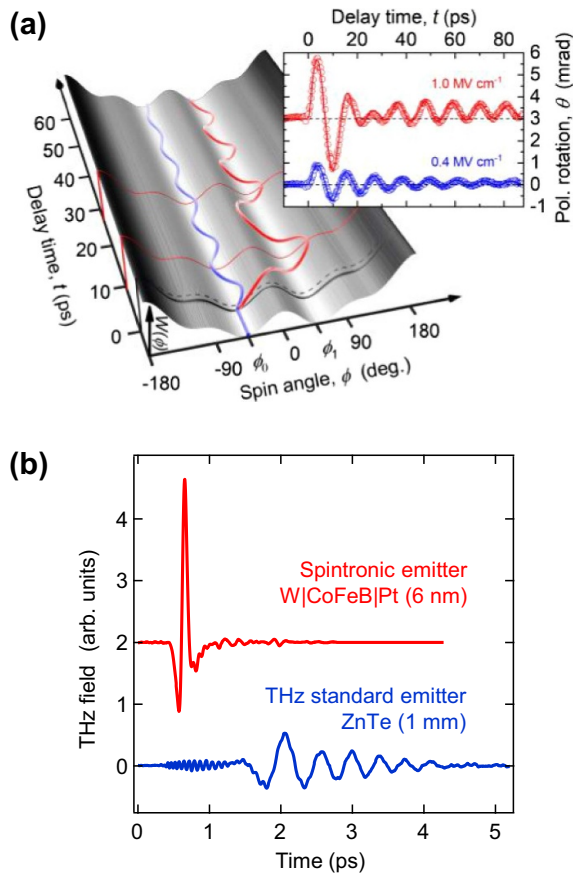 (a)
Delay time, t (ps)
0 20 40 60 80
6
5
4
3
2
1
0
-1
Pol. rotation, θ (mrad)
1.0 MV cm⁻¹
0.4 MV cm⁻¹
60
40
30
20
10
0
Delay time, t (ps)
W(ϕ)
-180
-90
ϕ₀
0
ϕ₁
90
180
Spin angle, ϕ (deg.)
(b)
4
3
2
1
0
THz field (arb. units)
Spintronic emitter
W|CoFeB|Pt (6 nm)
THz standard emitter
ZnTe (1 mm)
0 1 2 3 4 5
Time (ps)